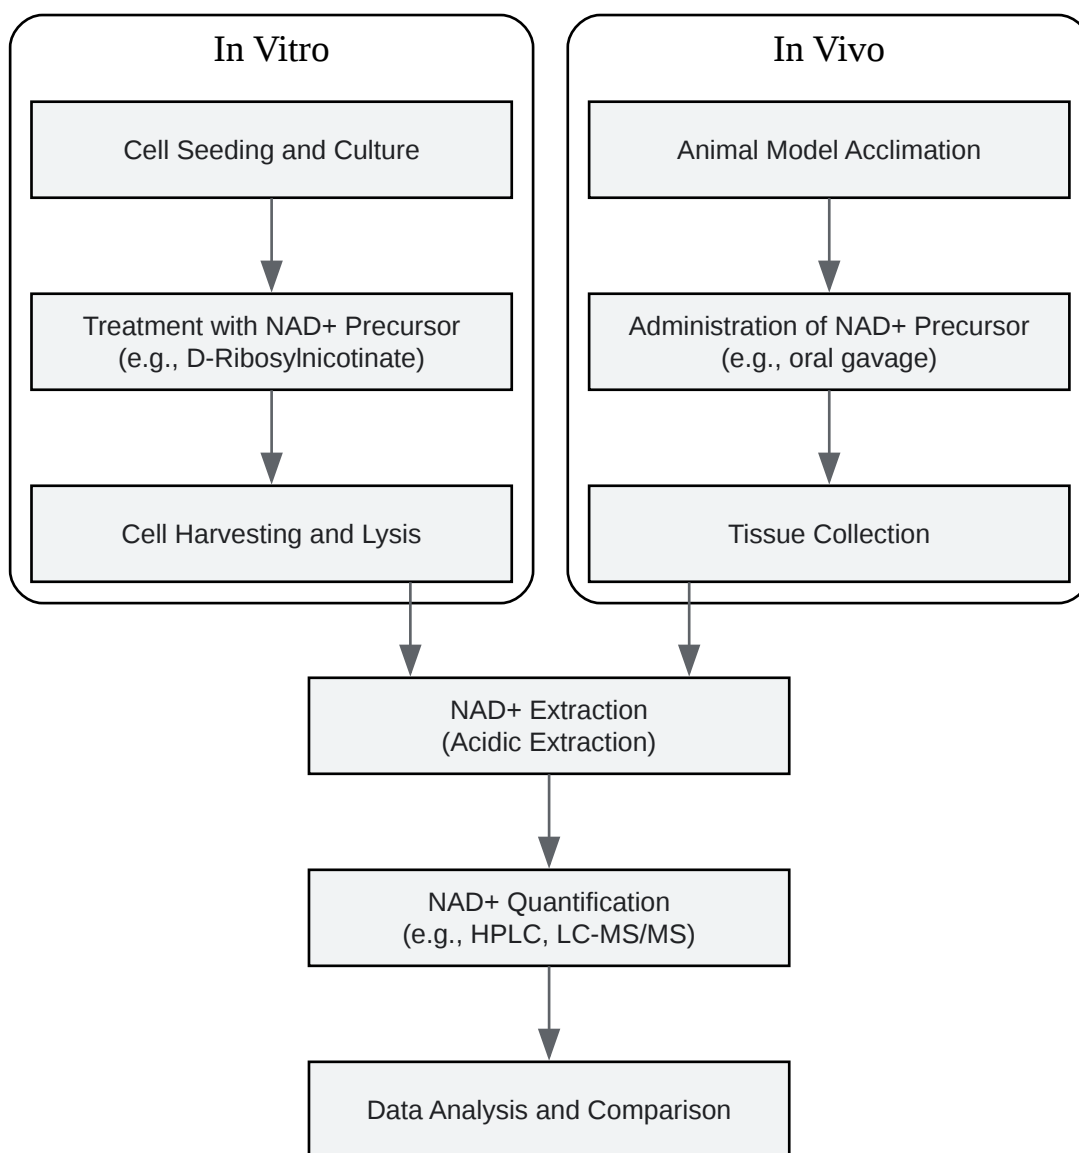 In Vitro
Cell Seeding and Culture
Treatment with NAD+ Precursor
(e.g., D-Ribosylnicotinate)
Cell Harvesting and Lysis
In Vivo
Animal Model Acclimation
Administration of NAD+ Precursor
(e.g., oral gavage)
Tissue Collection
NAD+ Extraction
(Acidic Extraction)
NAD+ Quantification
(e.g., HPLC, LC-MS/MS)
Data Analysis and Comparison